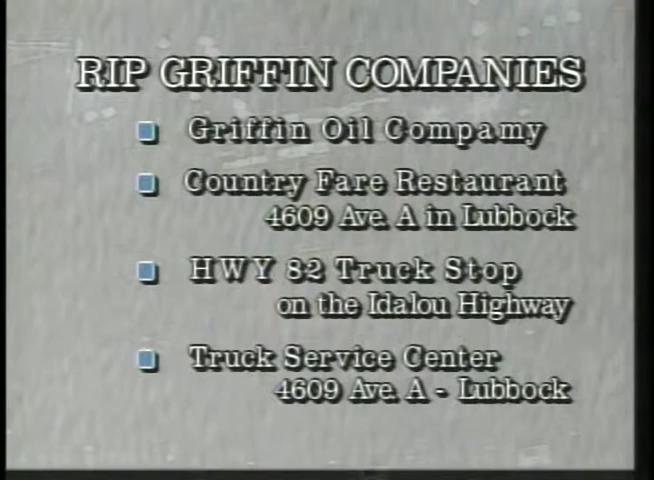 RIP GRIFFIN COMPANIES
Griffin Oil Compamy
Country Fare Restaurant
4609 Ave. A in Lubbock
HWY 82 Truck Stop
on the Idalou Highway
Truck Service Center
4609 Ave. A - Lubbock